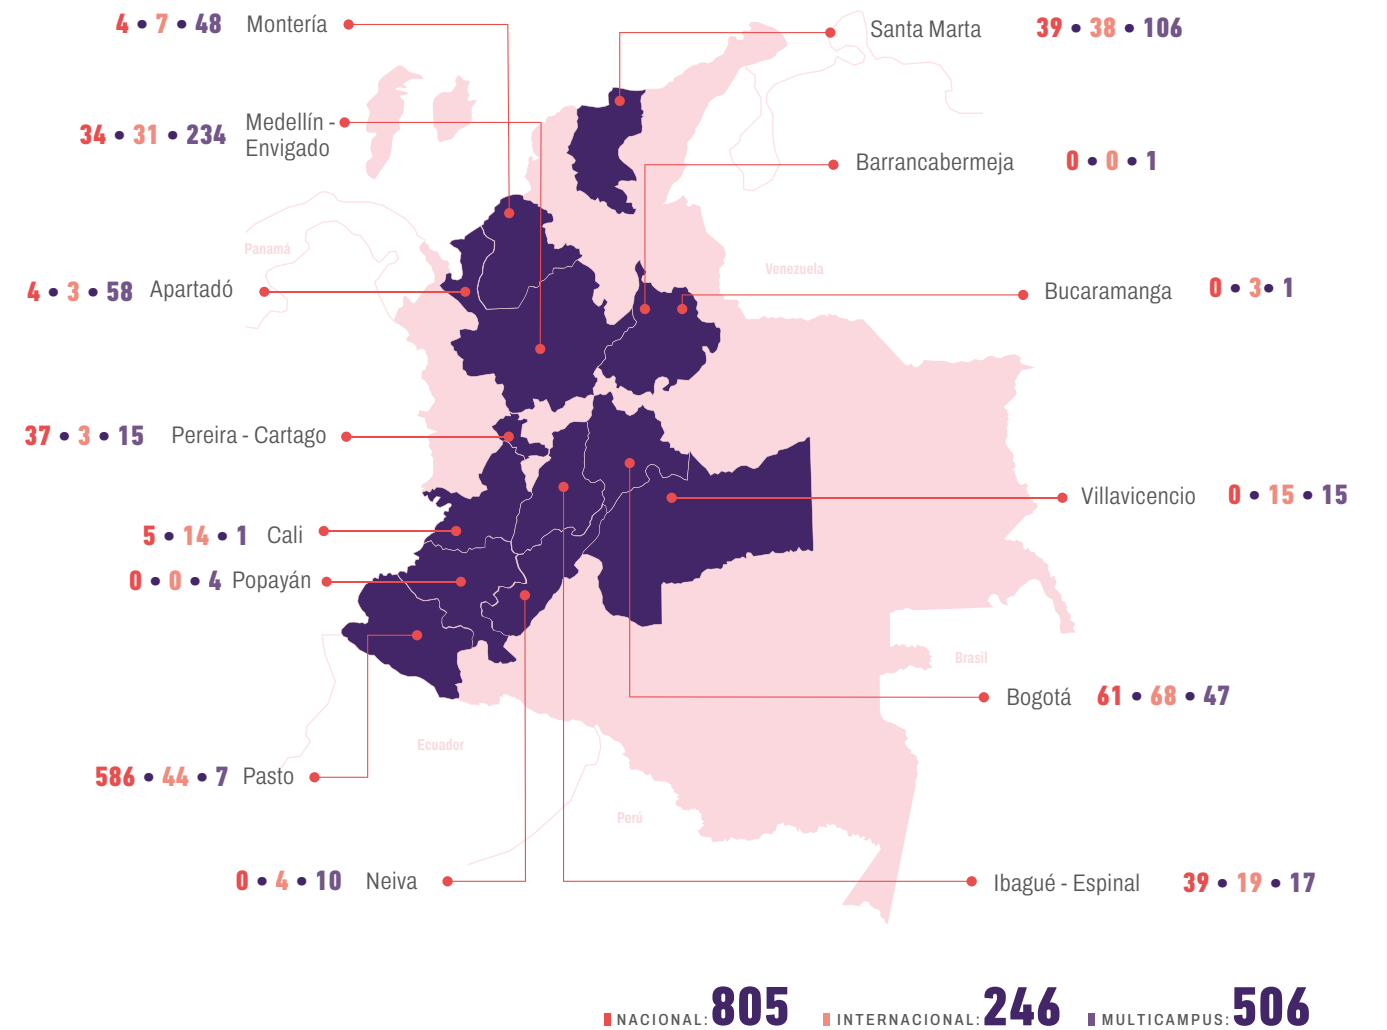 4 • 7 • 48 Montería
Santa Marta 39 • 38 • 106
34 • 31 • 234 Medellín -
Envigado
Barrancabermeja 0 • 0 • 1
Panamá
Venezuela
4 • 3 • 58 Apartadó
Bucaramanga 0 • 3 • 1
37 • 3 • 15 Pereira - Cartago
Villavicencio 0 • 15 • 15
5 • 14 • 1 Cali
0 • 0 • 4 Popayán
Brasil
Bogotá 61 • 68 • 47
Ecuador
586 • 44 • 7 Pasto
Perú
0 • 4 • 10 Neiva
Ibagué - Espinal 39 • 19 • 17
NACIONAL: 805 INTERNACIONAL: 246 MULTICAMPUS: 506